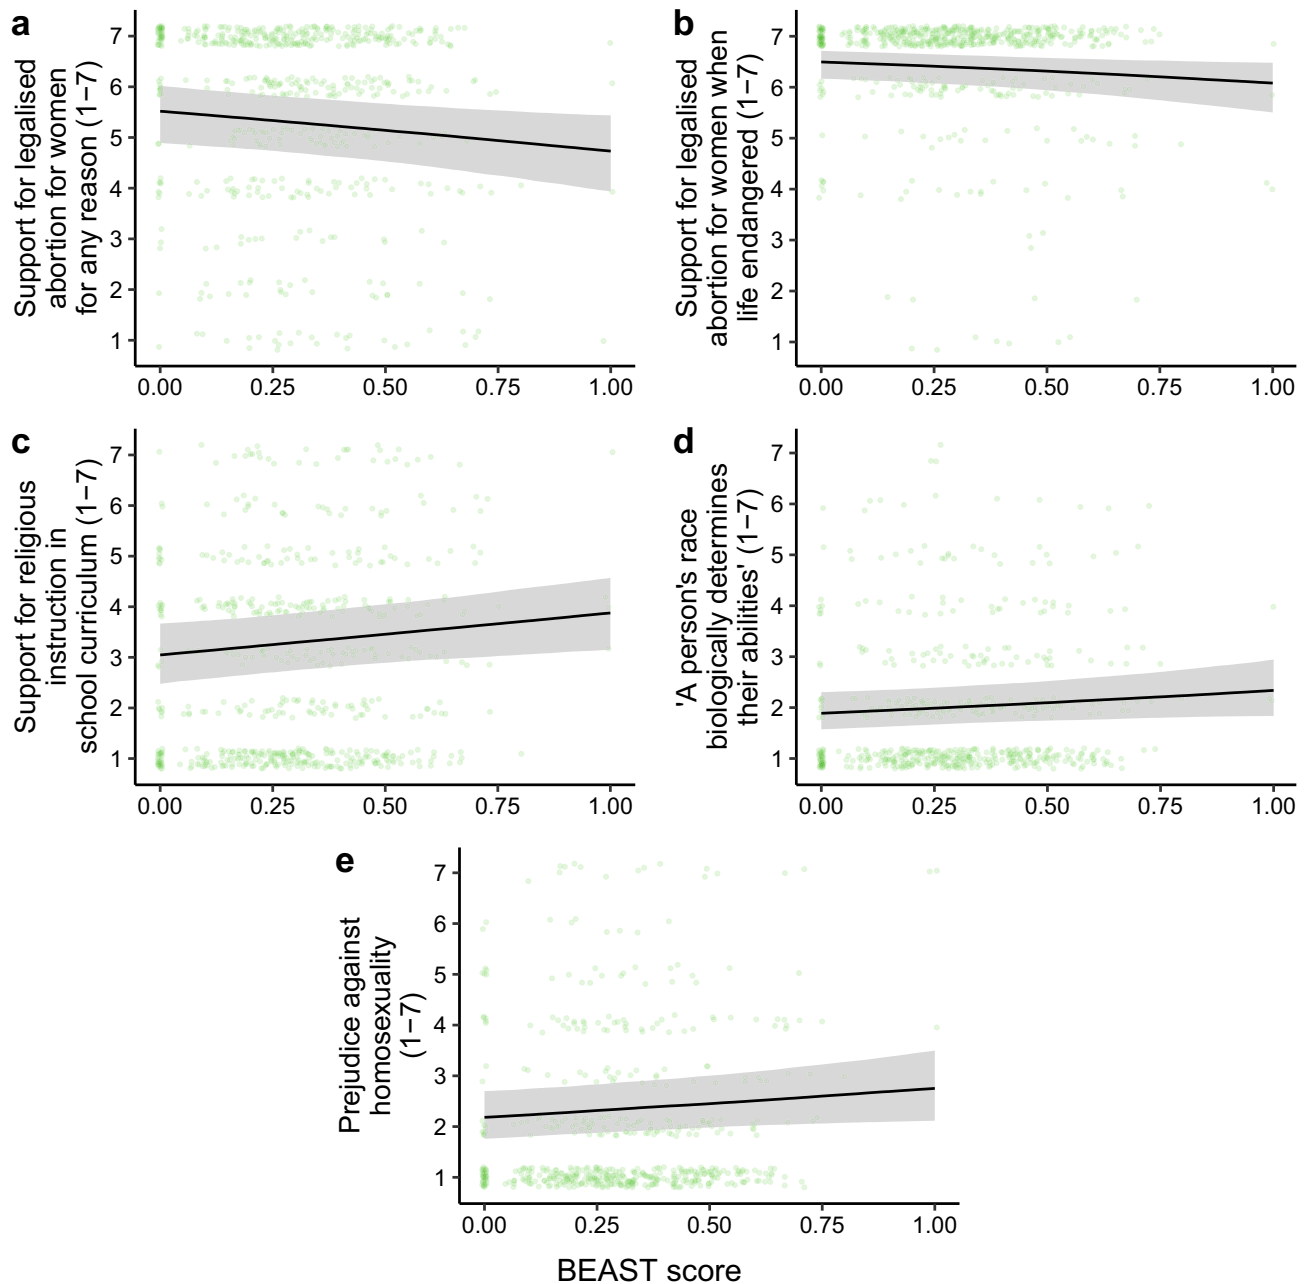 a
Support for legalised
abortion for women
for any reason (1−7)
7
6
5
4
3
2
1
0.00 0.25 0.50 0.75 1.00
b
Support for legalised
abortion for women when
life endangered (1−7)
7
6
5
4
3
2
1
0.00 0.25 0.50 0.75 1.00
c
Support for religious
instruction in
school curriculum (1−7)
7
6
5
4
3
2
1
0.00 0.25 0.50 0.75 1.00
d
'A person's race
biologically determines
their abilities' (1−7)
7
6
5
4
3
2
1
0.00 0.25 0.50 0.75 1.00
e
Prejudice against
homosexuality
(1−7)
7
6
5
4
3
2
1
0.00 0.25 0.50 0.75 1.00
BEAST score